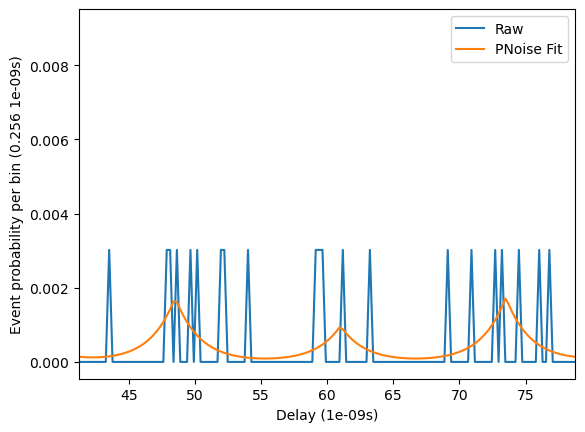 Raw
PNoise Fit
Event probability per bin (0.256 1e-09s)
0.008
0.006
0.004
0.002
0.000
45 50 55 60 65 70 75
Delay (1e-09s)